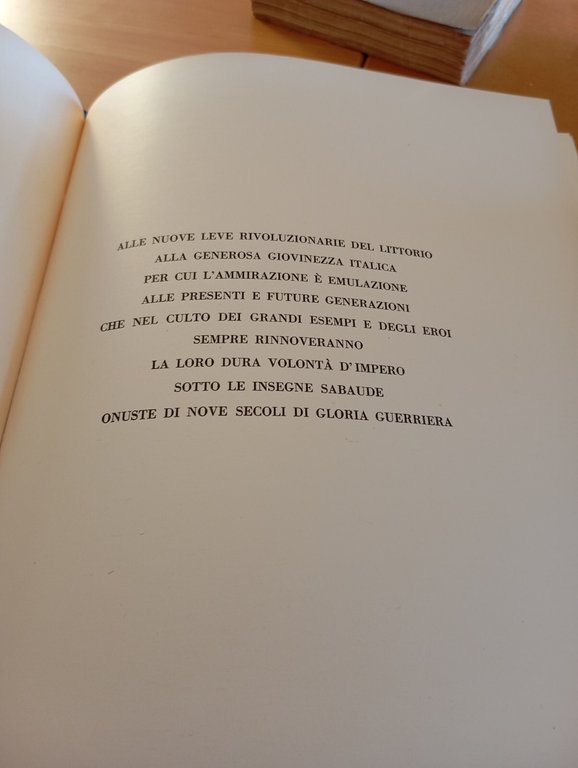 ALLE NUOVE LEVE RIVOLUZIONARIE DEL LITTORIO
ALLA GENEROSA GIOVINEZZA ITALICA
PER CUI L'AMMIRAZIONE È EMULAZIONE
ALLE PRESENTI E FUTURE GENERAZIONI
CHE NEL CULTO DEI GRANDI ESEMPI E DEGLI EROI
SEMPRE RINNOVERANNO
LA LORO DURA VOLONTÀ D'IMPERO
SOTTO LE INSEGNE SABAUDE
ONUSTE DI NOVE SECOLI DI GLORIA GUERRIERA